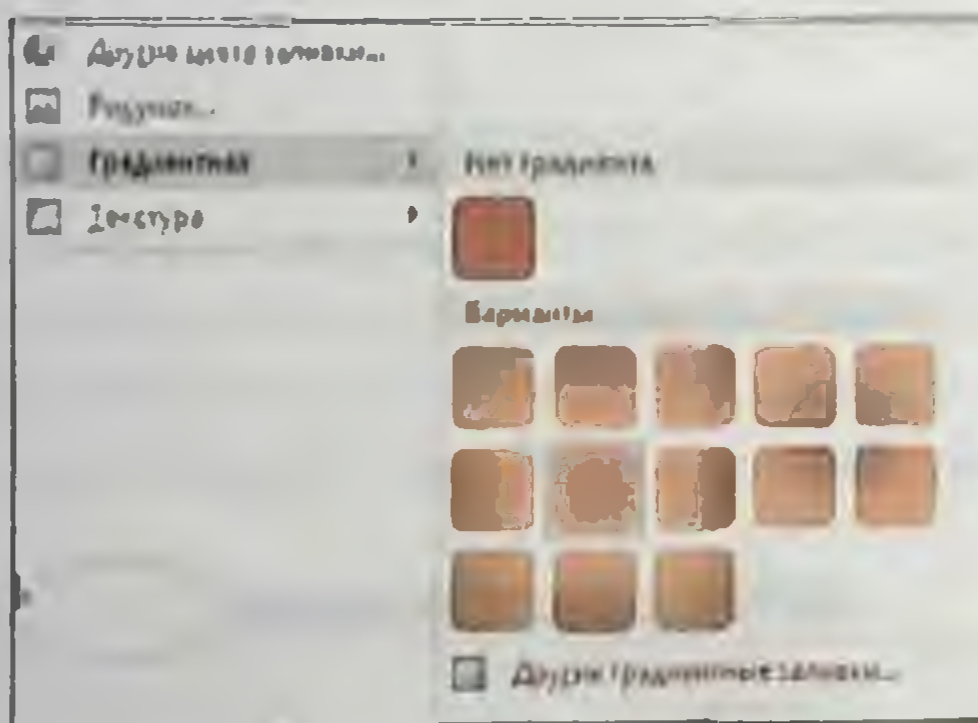 Другие цвета заливки...
Рисунок...
Градиентная
Текстура
Нет градиента
Варианты
Другие градиентные заливки...